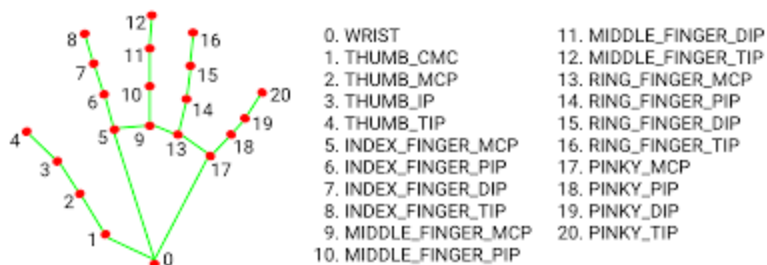 12
8
16
11
7
15
10
20
6
14
19
4
5
9
13
18
3
17
2
1
0
0. WRIST
1. THUMB_CMC
2. THUMB_MCP
3. THUMB_IP
4. THUMB_TIP
5. INDEX_FINGER_MCP
6. INDEX_FINGER_PIP
7. INDEX_FINGER_DIP
8. INDEX_FINGER_TIP
9. MIDDLE_FINGER_MCP
10. MIDDLE_FINGER_PIP
11. MIDDLE_FINGER_DIP
12. MIDDLE_FINGER_TIP
13. RING_FINGER_MCP
14. RING_FINGER_PIP
15. RING_FINGER_DIP
16. RING_FINGER_TIP
17. PINKY_MCP
18. PINKY_PIP
19. PINKY_DIP
20. PINKY_TIP